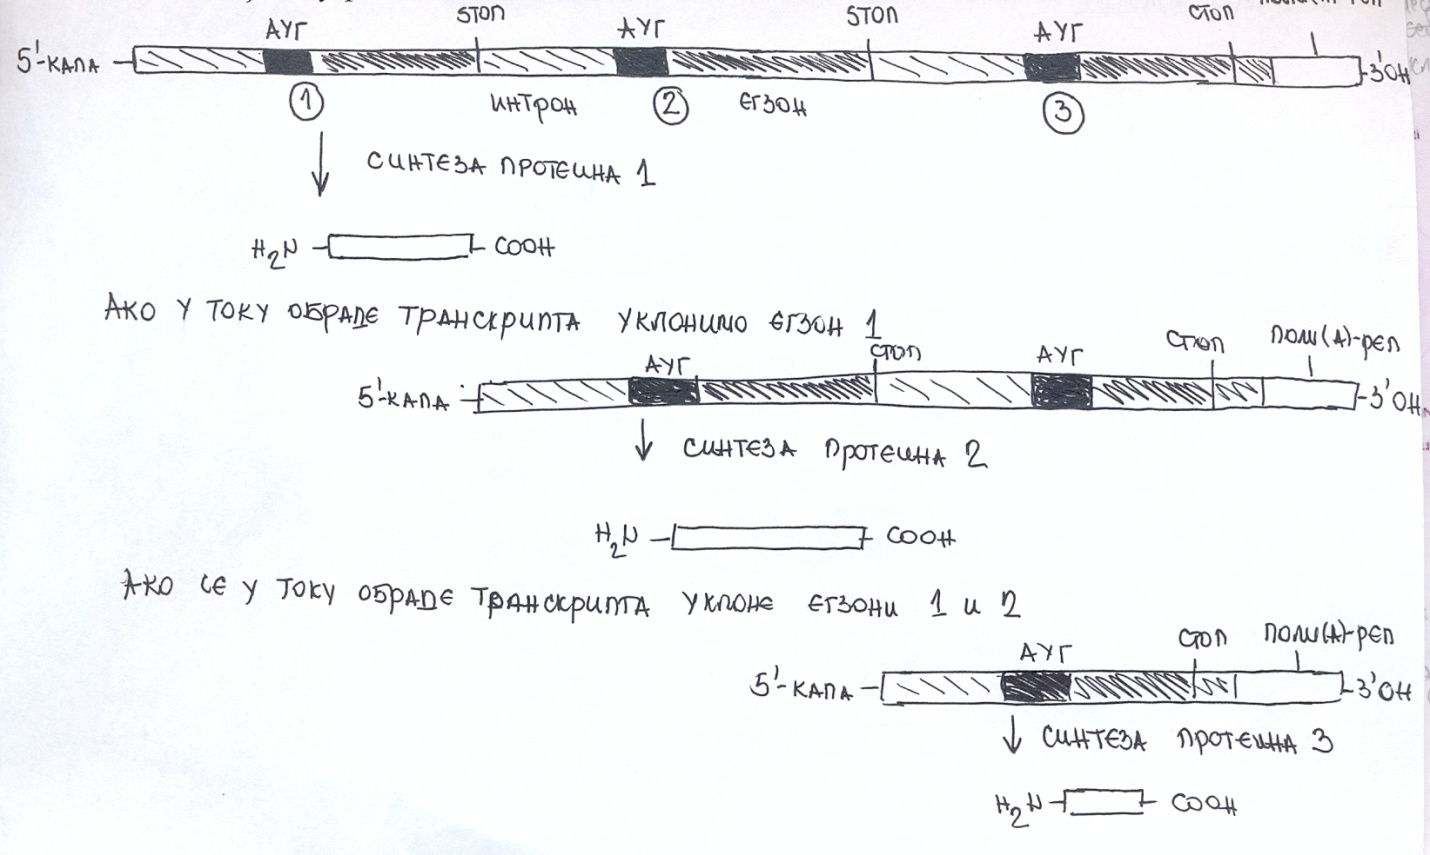 АУГ STOП АУГ STOП АУГ СТОП
5'-КАПА 3'OH
1 ИНТРОН 2 ЕГЗОН 3
СИНТЕЗА ПРОТЕИНА 1
H2N COOH
АКО У ТОКУ ОБРАДЕ ТРАНСКРИПТА УКЛОНИМО ЕГЗОН 1
АУГ СТОП АУГ СТОП ПОЛИ(А)-РЕП
5'-КАПА 3'OH
СИНТЕЗА ПРОТЕИНА 2
H2N COOH
АКО СЕ У ТОКУ ОБРАДЕ ТРАНСКРИПТА УКЛОНЕ ЕГЗОНИ 1 И 2
АУГ СТОП ПОЛИ(А)-РЕП
5'-КАПА 3'OH
СИНТЕЗА ПРОТЕИНА 3
H2N COOH